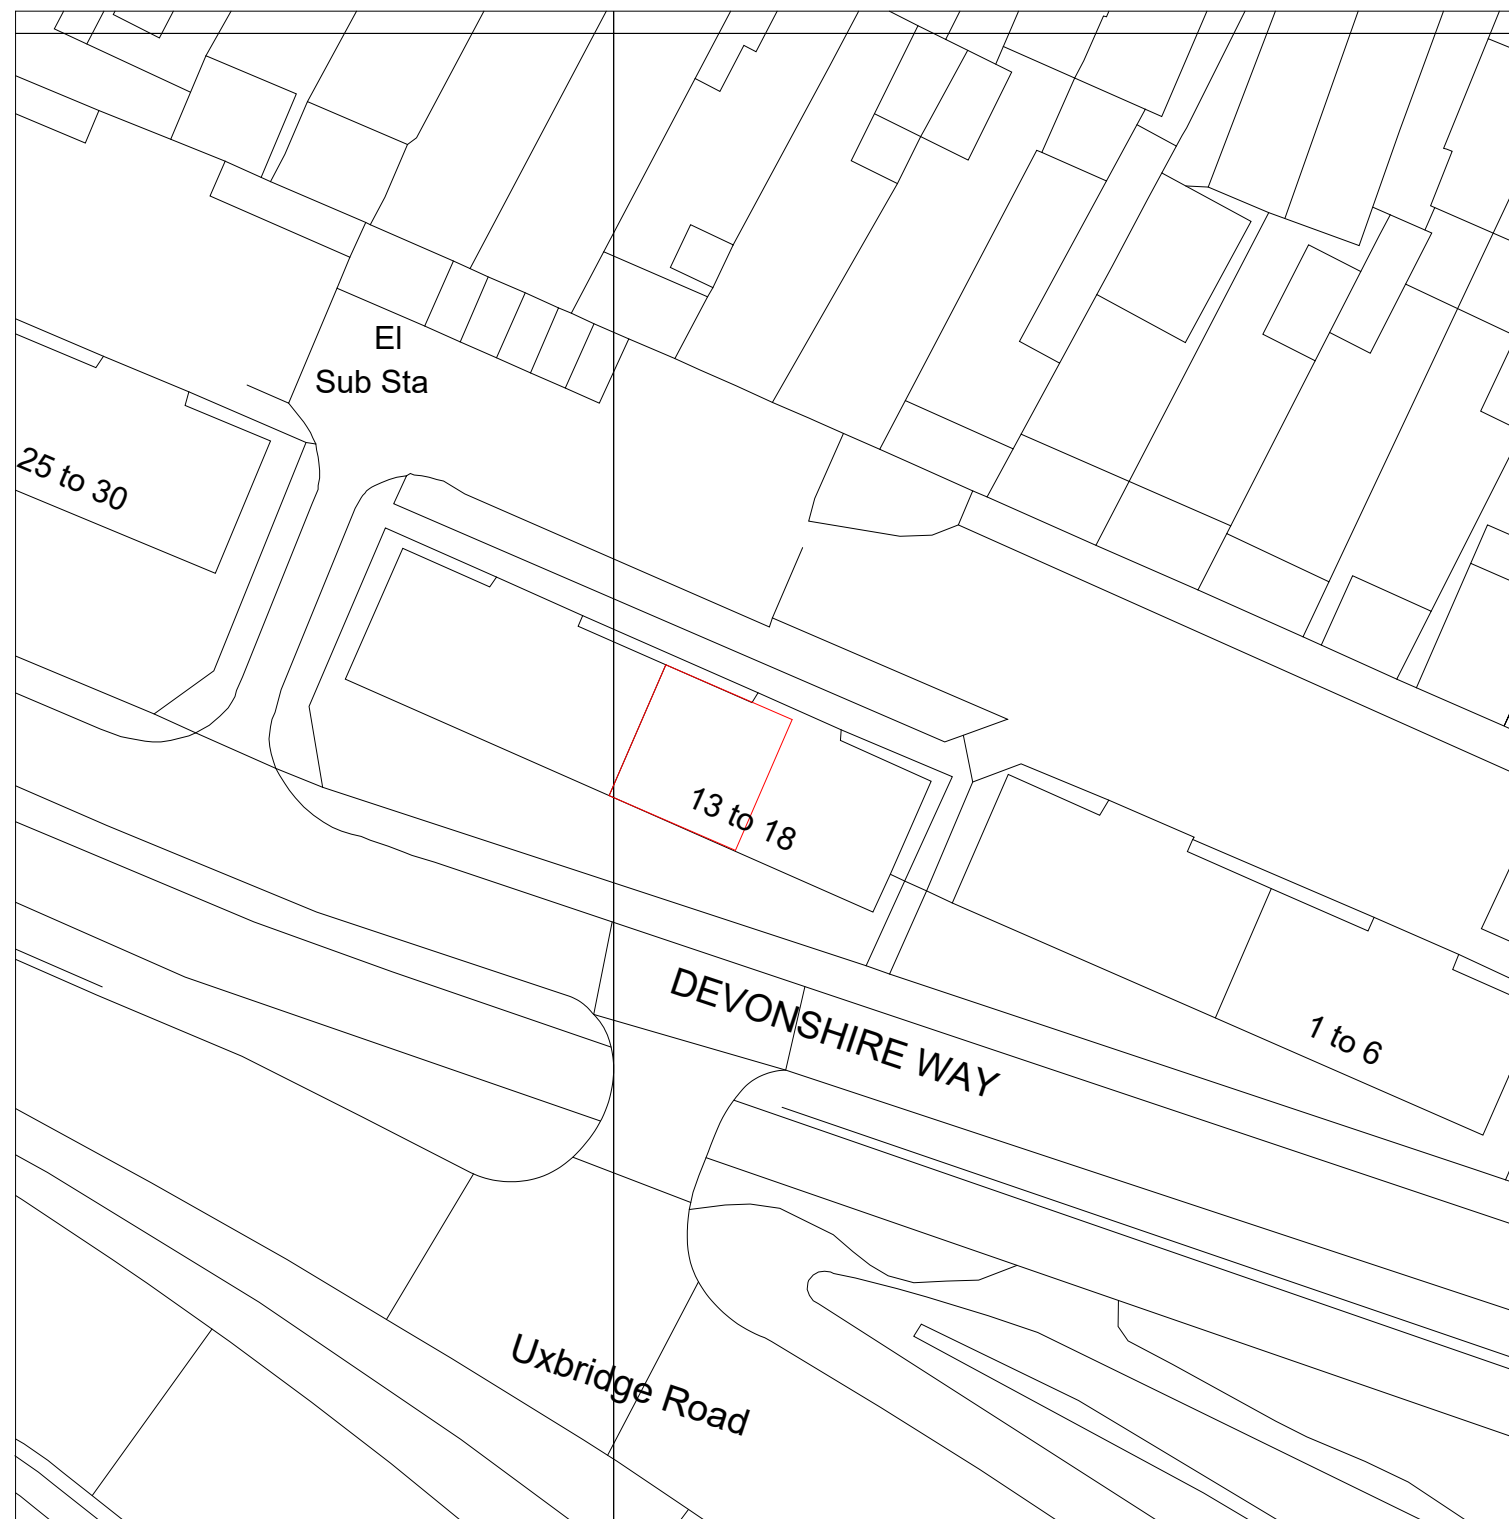 El
Sub Sta
25 to 30
13 to 18
DEVONSHIRE WAY
1 to 6
Uxbridge Road